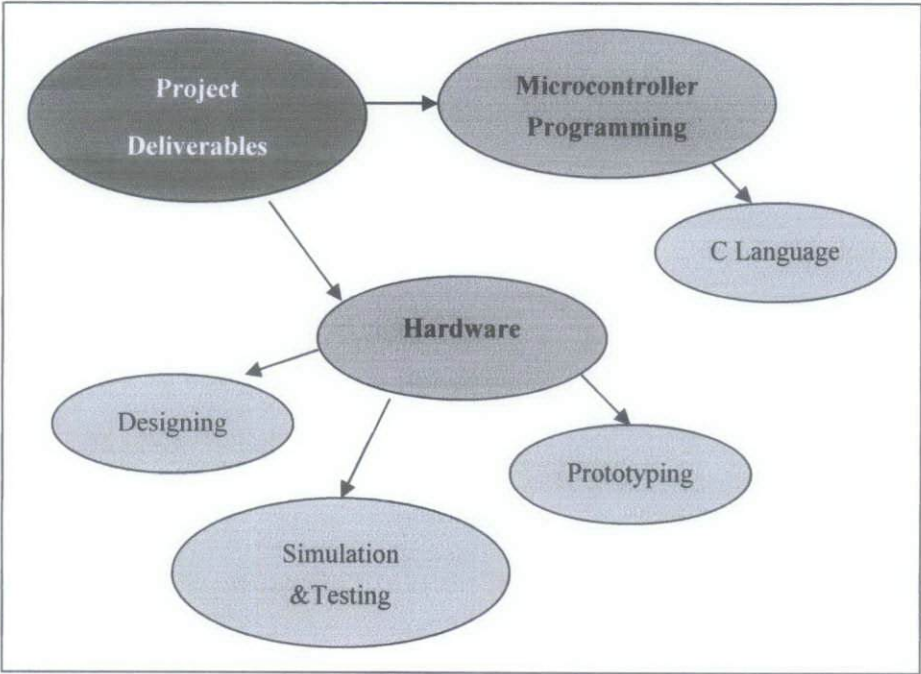 Project
Deliverables
Microcontroller
Programming
C Language
Hardware
Designing
Prototyping
Simulation
&Testing